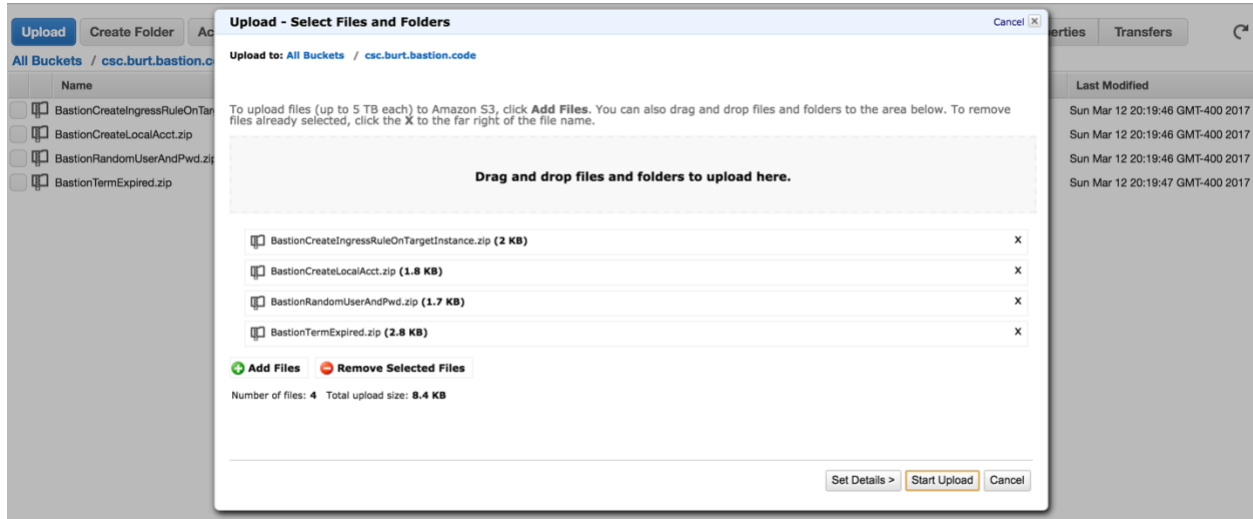 Upload - Select Files and Folders
Cancel X
Upload
Create Folder
Transfers
Upload to: All Buckets / csc.burt.bastion.code
All Buckets / csc.burt.bastion.c
Name
Last Modified
To upload files (up to 5 TB each) to Amazon S3, click Add Files. You can also drag and drop files and folders to the area below. To remove
files already selected, click the X to the far right of the file name.
BastionCreateIngressRuleOnTar
Sun Mar 12 20:19:46 GMT-400 2017
BastionCreateLocalAcct.zip
Sun Mar 12 20:19:46 GMT-400 2017
BastionRandomUserAndPwd.zip
Sun Mar 12 20:19:46 GMT-400 2017
BastionTermExpired.zip
Sun Mar 12 20:19:47 GMT-400 2017
Drag and drop files and folders to upload here.
BastionCreateIngressRuleOnTargetInstance.zip (2 KB) X
BastionCreateLocalAcct.zip (1.8 KB) X
BastionRandomUserAndPwd.zip (1.7 KB) X
BastionTermExpired.zip (2.8 KB) X
Add Files
Remove Selected Files
Number of files: 4 Total upload size: 8.4 KB
Set Details > Start Upload Cancel